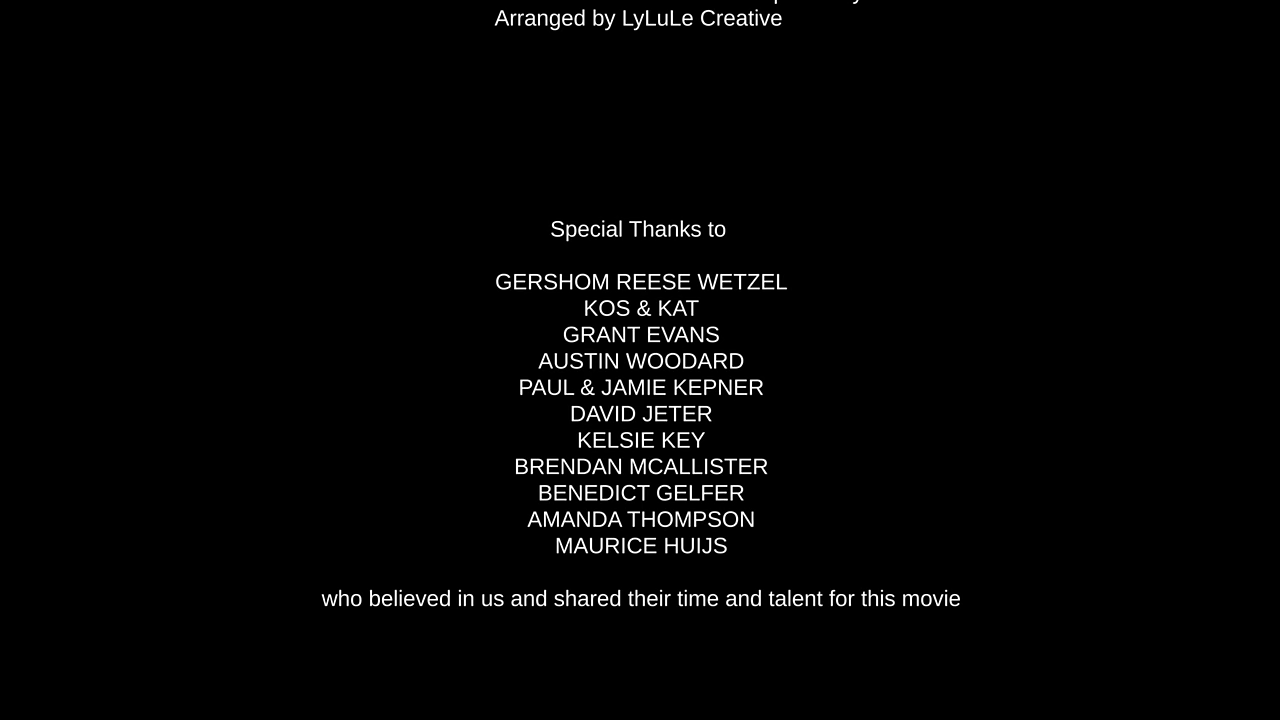 Arranged by LyLuLe Creative
Special Thanks to
GERSHOM REESE WETZEL
KOS & KAT
GRANT EVANS
AUSTIN WOODARD
PAUL & JAMIE KEPNER
DAVID JETER
KELSIE KEY
BRENDAN MCALLISTER
BENEDICT GELFER
AMANDA THOMPSON
MAURICE HUIJS
who believed in us and shared their time and talent for this movie